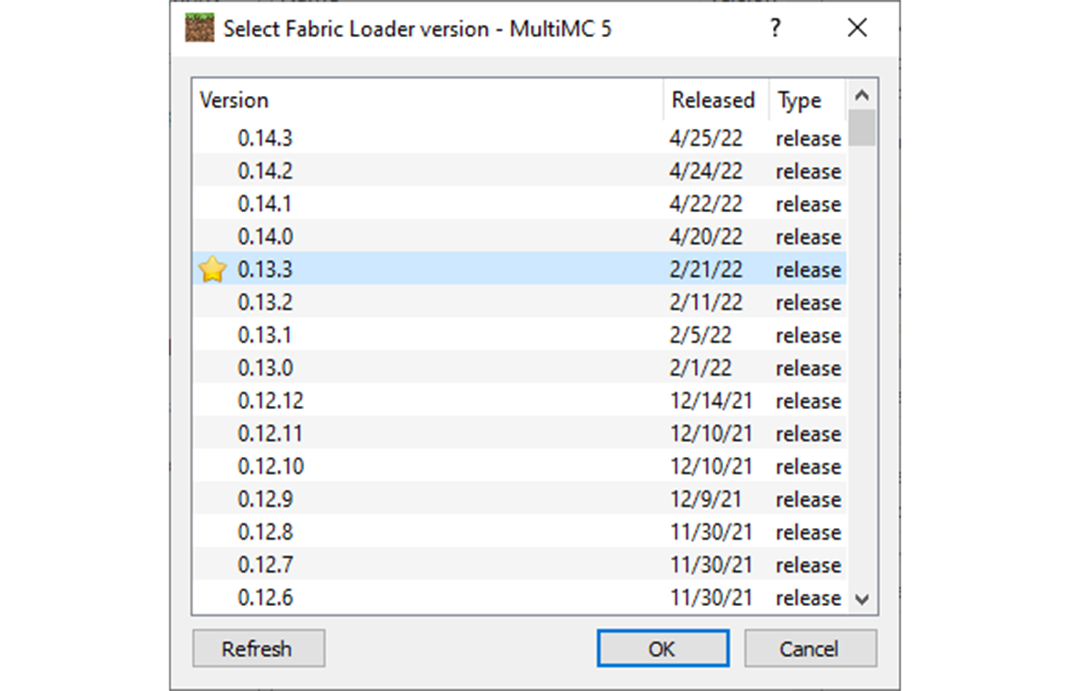 Select Fabric Loader version - MultiMC 5 ?
Version Released Type
0.14.3 4/25/22 release
0.14.2 4/24/22 release
0.14.1 4/22/22 release
0.14.0 4/20/22 release
0.13.3 2/21/22 release
0.13.2 2/11/22 release
0.13.1 2/5/22 release
0.13.0 2/1/22 release
0.12.12 12/14/21 release
0.12.11 12/10/21 release
0.12.10 12/10/21 release
0.12.9 12/9/21 release
0.12.8 11/30/21 release
0.12.7 11/30/21 release
0.12.6 11/30/21 release
Refresh OK Cancel